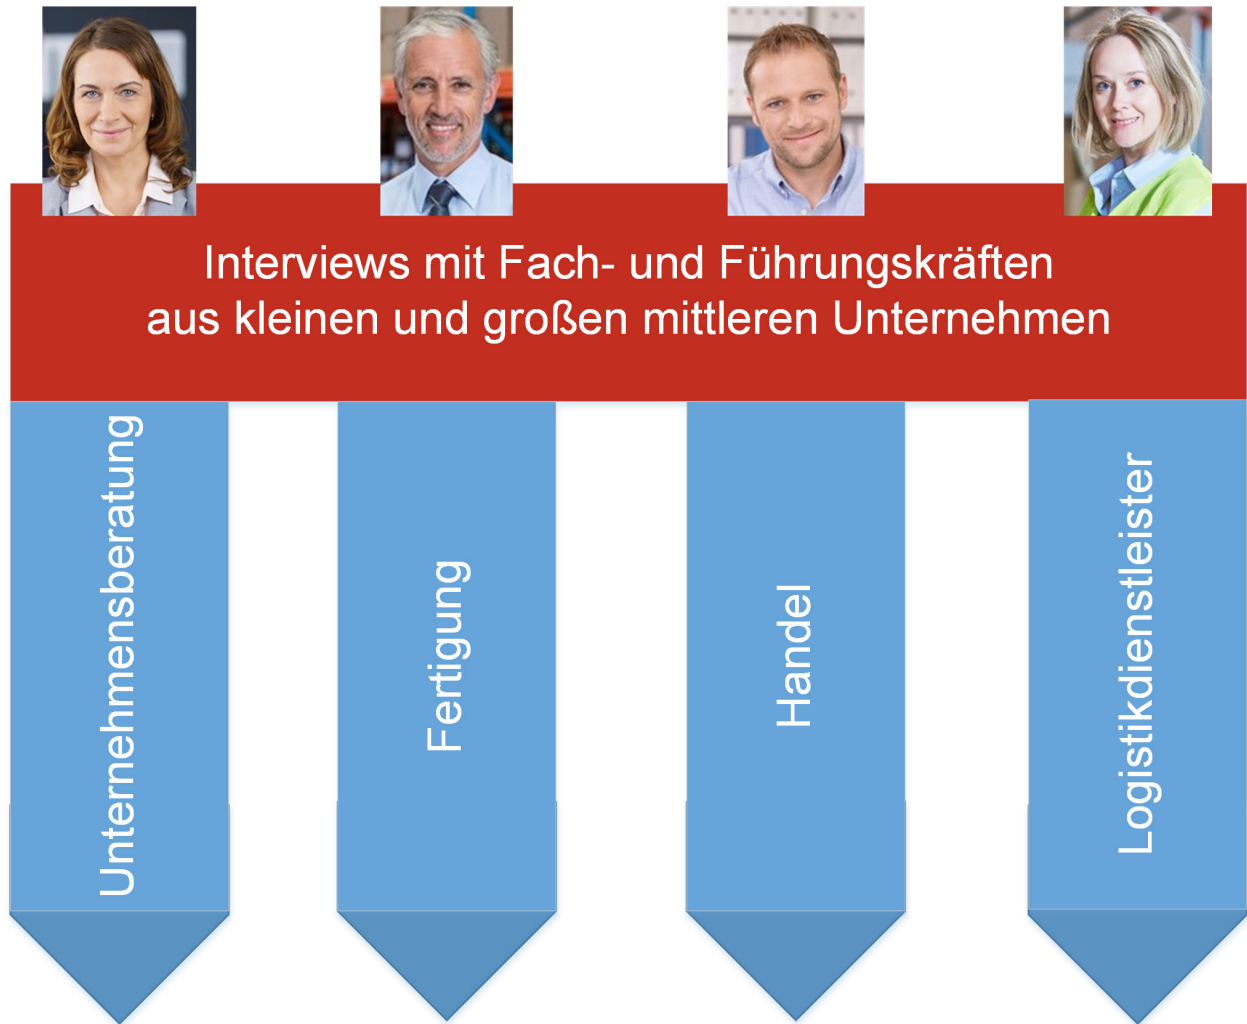 Interviews mit Fach- und Führungskräften
aus kleinen und großen mittleren Unternehmen
Unternehmensberatung
Fertigung
Handel
Logistikdienstleister